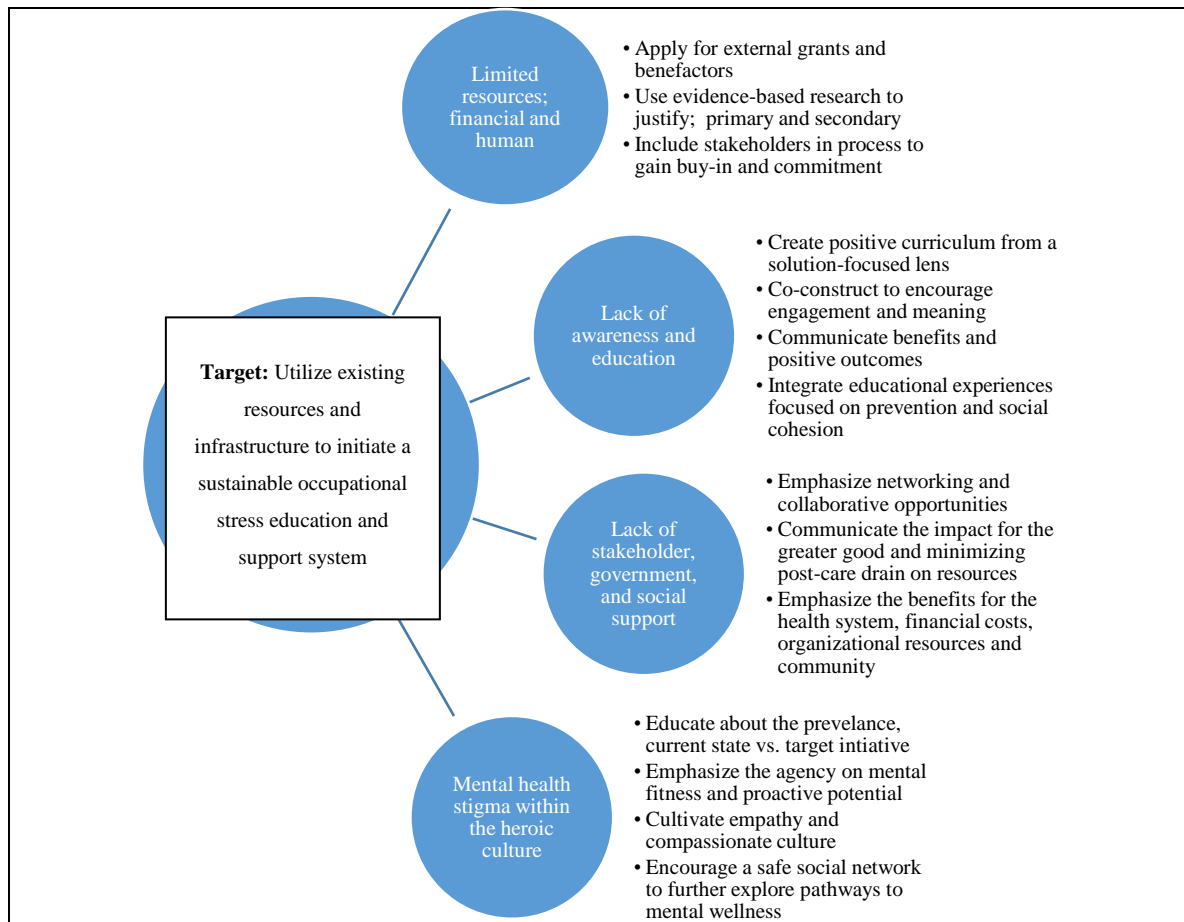 Limited
resources;
financial and
human
• Apply for external grants and
benefactors
• Use evidence-based research to
justify; primary and secondary
• Include stakeholders in process to
gain buy-in and commitment
Lack of
awareness and
education
• Create positive curriculum from a
solution-focused lens
• Co-construct to encourage
engagement and meaning
• Communicate benefits and
positive outcomes
• Integrate educational experiences
focused on prevention and social
cohesion
Target: Utilize existing
resources and
infrastructure to initiate a
sustainable occupational
stress education and
support system
Lack of
stakeholder,
government,
and social
support
• Emphasize networking and
collaborative opportunities
• Communicate the impact for the
greater good and minimizing
post-care drain on resources
• Emphasize the benefits for the
health system, financial costs,
organizational resources and
community
Mental health
stigma within
the heroic
culture
• Educate about the prevelance,
current state vs. target intiative
• Emphasize the agency on mental
fitness and proactive potential
• Cultivate empathy and
compassionate culture
• Encourage a safe social network
to further explore pathways to
mental wellness